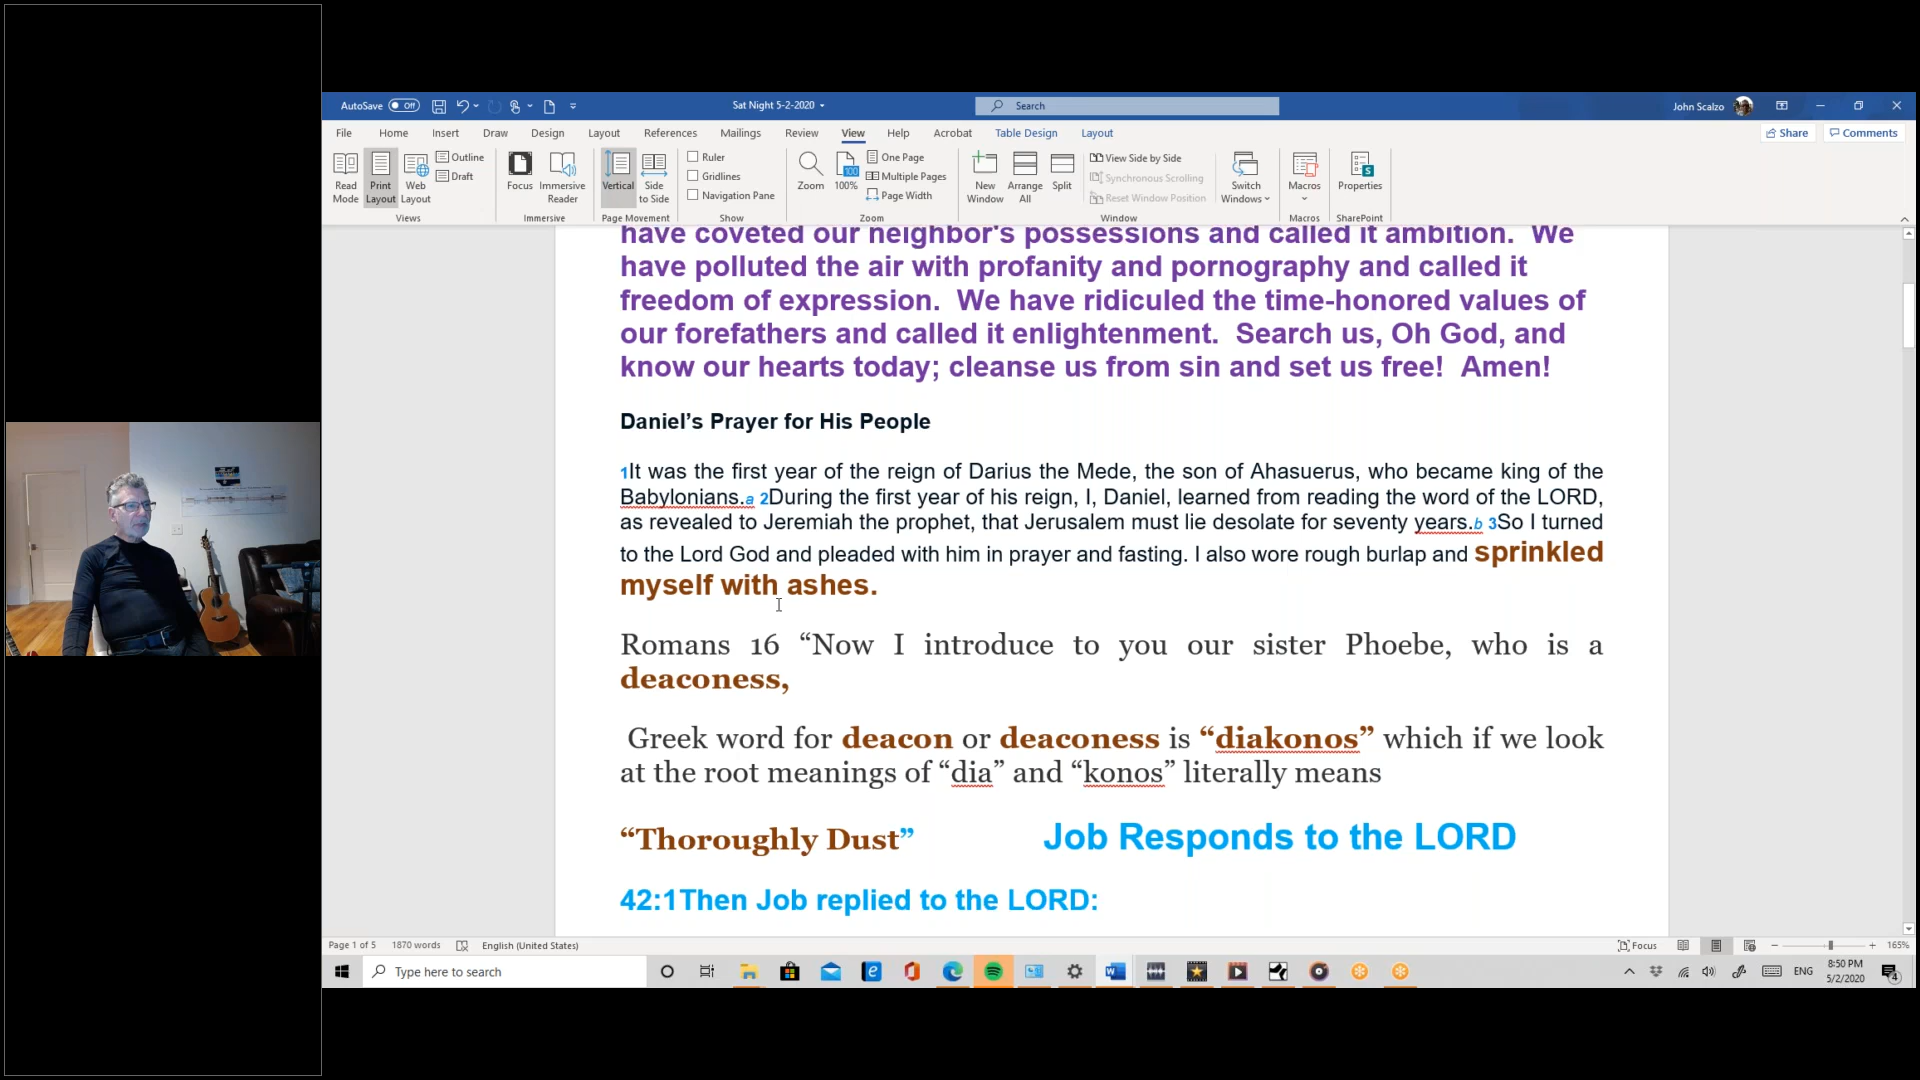 AutoSave Off
Sat Night 5-2-2020
Search
John Scalzo
File Home Insert Draw Design Layout References Mailings Review View Help Acrobat Table Design Layout
Share Comments
Read Mode
Print Layout
Web Layout
Outline
Draft
Views
Focus
Immersive Reader
Immersive
Vertical
Side to Side
Page Movement
Ruler
Gridlines
Navigation Pane
Show
Zoom
100
100%
One Page
Multiple Pages
Page Width
Zoom
New Window
Arrange All
Split
View Side by Side
Synchronous Scrolling
Reset Window Position
Window
Switch Windows
Macros
Macros
Properties
SharePoint
have coveted our neighbor's possessions and called it ambition. We
have polluted the air with profanity and pornography and called it
freedom of expression. We have ridiculed the time-honored values of
our forefathers and called it enlightenment. Search us, Oh God, and
know our hearts today; cleanse us from sin and set us free! Amen!
Daniel’s Prayer for His People
1It was the first year of the reign of Darius the Mede, the son of Ahasuerus, who became king of the
Babylonians.a 2During the first year of his reign, I, Daniel, learned from reading the word of the LORD,
as revealed to Jeremiah the prophet, that Jerusalem must lie desolate for seventy years.b 3So I turned
to the Lord God and pleaded with him in prayer and fasting. I also wore rough burlap and sprinkled
myself with ashes.
Romans 16 “Now I introduce to you our sister Phoebe, who is a
deaconess,
Greek word for deacon or deaconess is “diakonos” which if we look
at the root meanings of “dia” and “konos” literally means
“Thoroughly Dust” Job Responds to the LORD
42:1Then Job replied to the LORD:
Page 1 of 5 1870 words English (United States)
Focus
165%
Type here to search
ENG
8:50 PM
5/2/2020
4